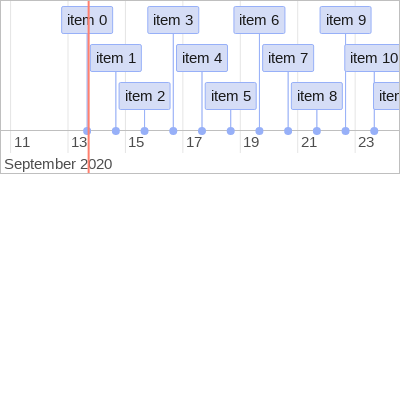 item 0 item 3 item 6 item 9
item 1 item 4 item 7 item 10
item 2 item 5 item 8
11 13 15 17 19 21 23
September 2020